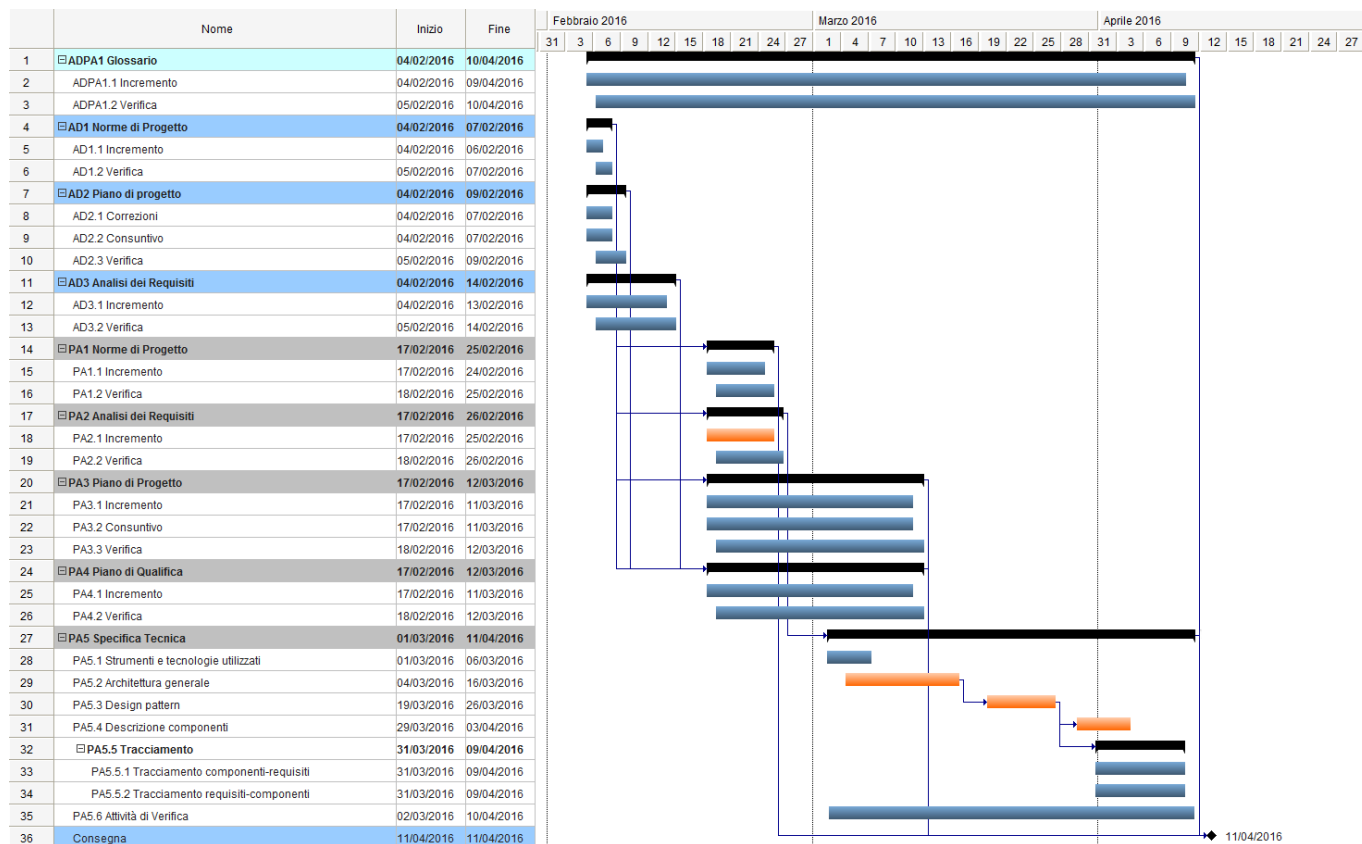 Nome Inizio Fine Febbraio 2016 Marzo 2016 Aprile 2016
31 3 6 9 12 15 18 21 24 27 1 4 7 10 13 16 19 22 25 28 31 3 6 9 12 15 18 21 24 27
1 ADPA1 Glossario 04/02/2016 10/04/2016
2 ADPA1.1 Incremento 04/02/2016 09/04/2016
3 ADPA1.2 Verifica 05/02/2016 10/04/2016
4 AD1 Norme di Progetto 04/02/2016 07/02/2016
5 AD1.1 Incremento 04/02/2016 06/02/2016
6 AD1.2 Verifica 05/02/2016 07/02/2016
7 AD2 Piano di progetto 04/02/2016 09/02/2016
8 AD2.1 Correzioni 04/02/2016 07/02/2016
9 AD2.2 Consuntivo 04/02/2016 07/02/2016
10 AD2.3 Verifica 05/02/2016 09/02/2016
11 AD3 Analisi dei Requisiti 04/02/2016 14/02/2016
12 AD3.1 Incremento 04/02/2016 13/02/2016
13 AD3.2 Verifica 05/02/2016 14/02/2016
14 PA1 Norme di Progetto 17/02/2016 25/02/2016
15 PA1.1 Incremento 17/02/2016 24/02/2016
16 PA1.2 Verifica 18/02/2016 25/02/2016
17 PA2 Analisi dei Requisiti 17/02/2016 26/02/2016
18 PA2.1 Incremento 17/02/2016 25/02/2016
19 PA2.2 Verifica 18/02/2016 26/02/2016
20 PA3 Piano di Progetto 17/02/2016 12/03/2016
21 PA3.1 Incremento 17/02/2016 11/03/2016
22 PA3.2 Consuntivo 17/02/2016 11/03/2016
23 PA3.3 Verifica 18/02/2016 12/03/2016
24 PA4 Piano di Qualifica 17/02/2016 12/03/2016
25 PA4.1 Incremento 17/02/2016 11/03/2016
26 PA4.2 Verifica 18/02/2016 12/03/2016
27 PA5 Specifica Tecnica 01/03/2016 11/04/2016
28 PA5.1 Strumenti e tecnologie utilizzati 01/03/2016 06/03/2016
29 PA5.2 Architettura generale 04/03/2016 16/03/2016
30 PA5.3 Design pattern 19/03/2016 26/03/2016
31 PA5.4 Descrizione componenti 29/03/2016 03/04/2016
32 PA5.5 Tracciamento 31/03/2016 09/04/2016
33 PA5.5.1 Tracciamento componenti-requisiti 31/03/2016 09/04/2016
34 PA5.5.2 Tracciamento requisiti-componenti 31/03/2016 09/04/2016
35 PA5.6 Attività di Verifica 02/03/2016 10/04/2016
36 Consegna 11/04/2016 11/04/2016 11/04/2016